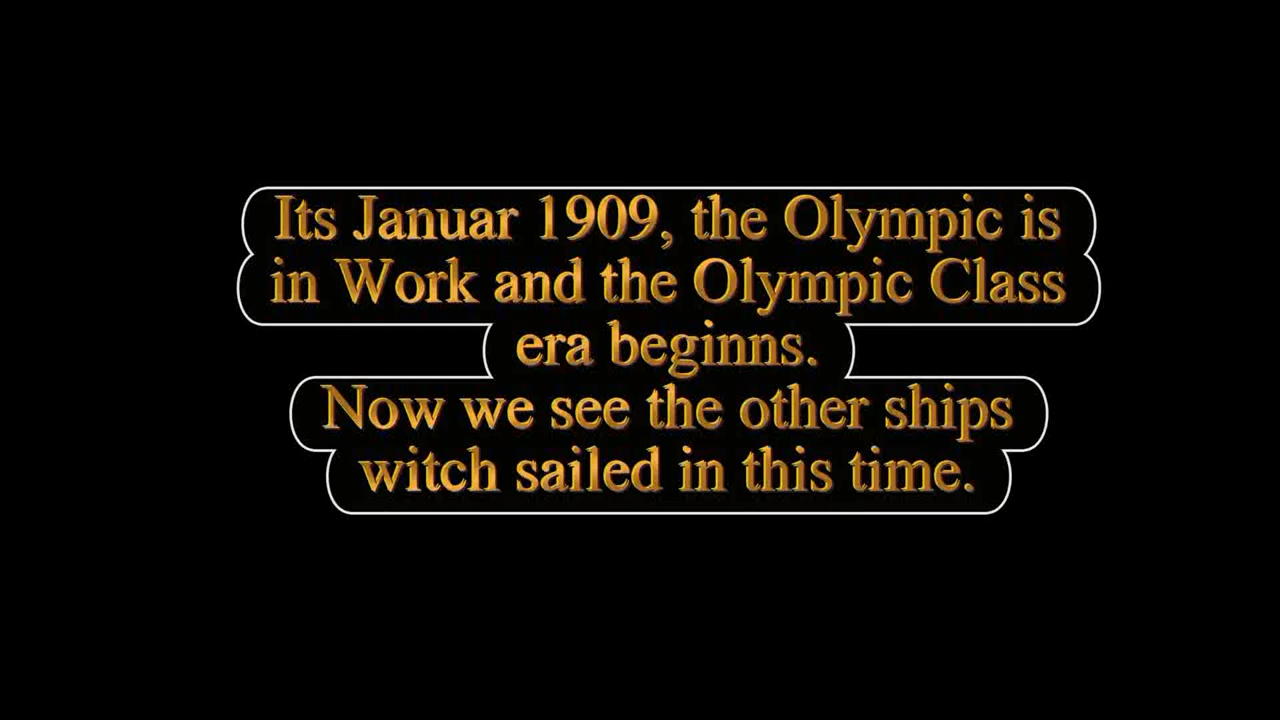 Its Januar 1909, the Olympic is
in Work and the Olympic Class
era beginns.
Now we see the other ships
witch sailed in this time.